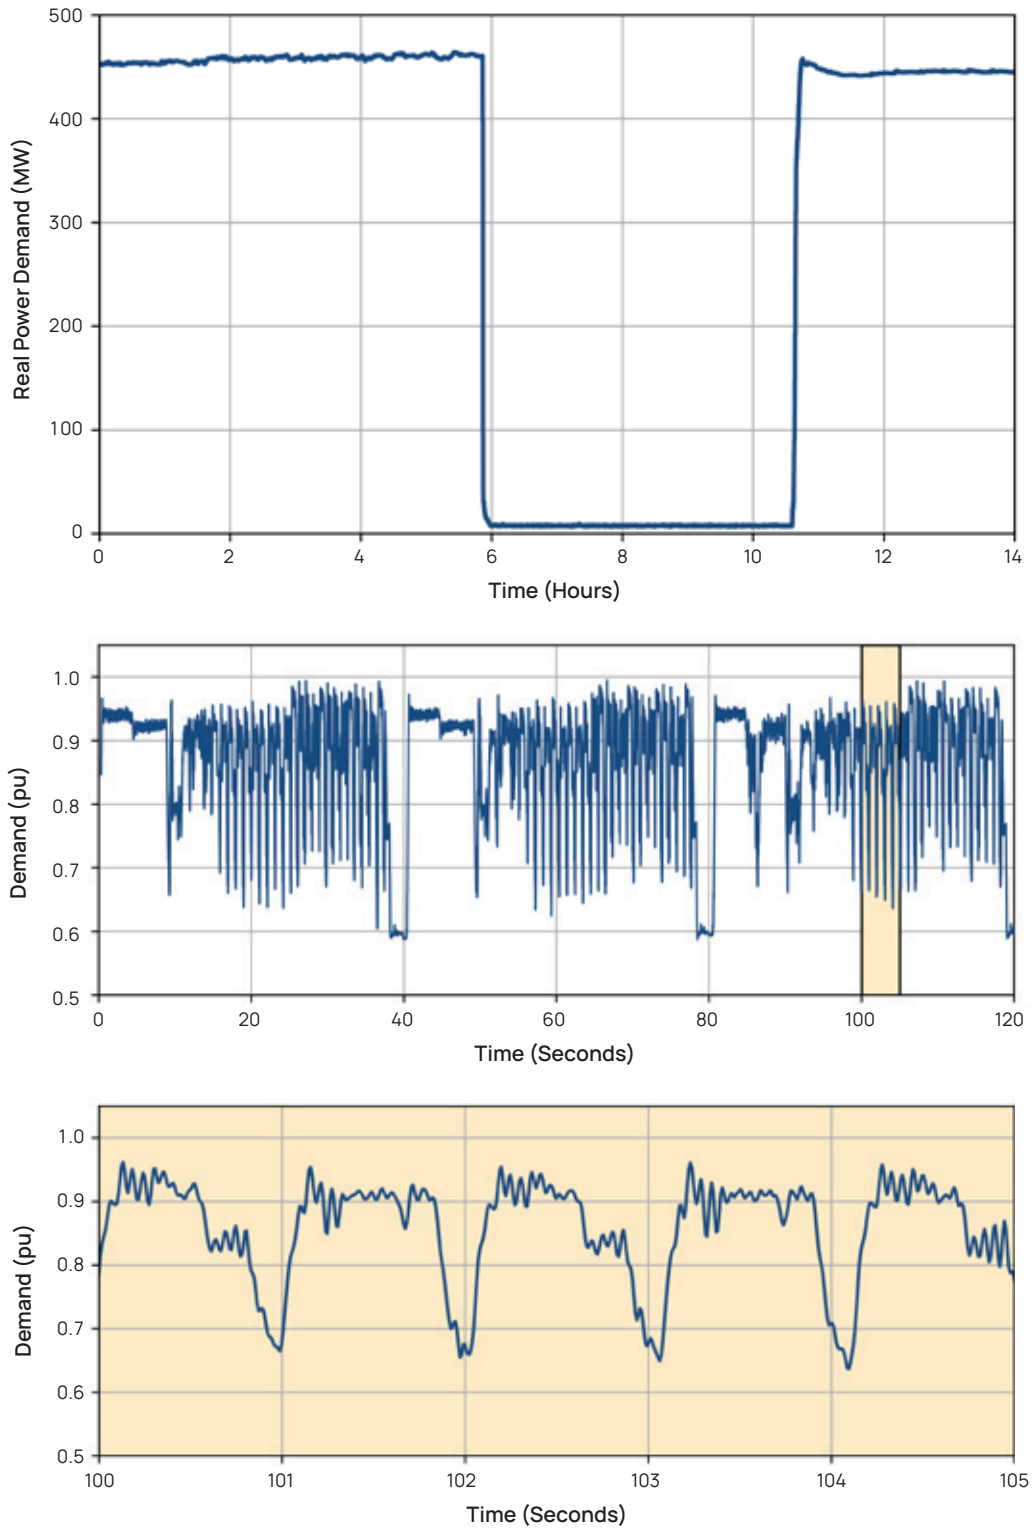 500
400
300
200
100
0
Real Power Demand (MW)
0 2 4 6 8 10 12 14
Time (Hours)
1.0
0.9
0.8
0.7
0.6
0.5
Demand (pu)
0 20 40 60 80 100 120
Time (Seconds)
1.0
0.9
0.8
0.7
0.6
0.5
Demand (pu)
100 101 102 103 104 105
Time (Seconds)